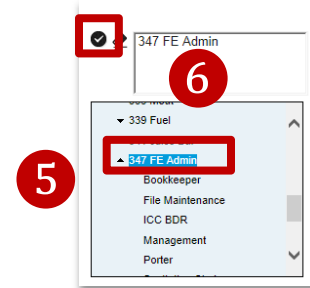 347 FE Admin
6
339 Fuel
5
347 FE Admin
Bookkeeper
File Maintenance
ICC BDR
Management
Porter